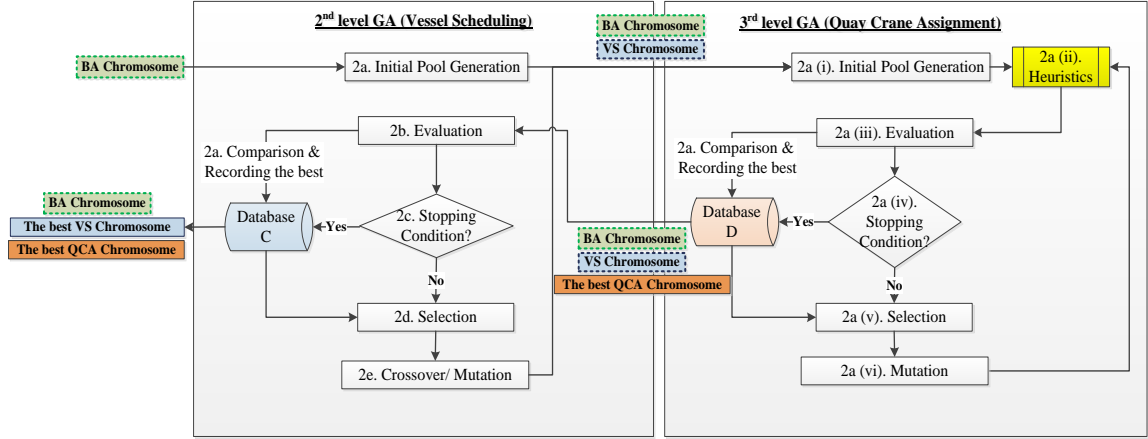 2nd level GA (Vessel Scheduling)
BA Chromosome
2a. Initial Pool Generation
2b. Evaluation
2a. Comparison &
Recording the best
BA Chromosome
The best VS Chromosome
The best QCA Chromosome
Database
C
Yes
2c. Stopping
Condition?
No
2d. Selection
2e. Crossover/ Mutation
BA Chromosome
VS Chromosome
3rd level GA (Quay Crane Assignment)
2a (i). Initial Pool Generation
2a (ii).
Heuristics
2a (iii). Evaluation
2a. Comparison &
Recording the best
Database
D
Yes
2a (iv).
Stopping
Condition?
BA Chromosome
VS Chromosome
The best QCA Chromosome
No
2a (v). Selection
2a (vi). Mutation